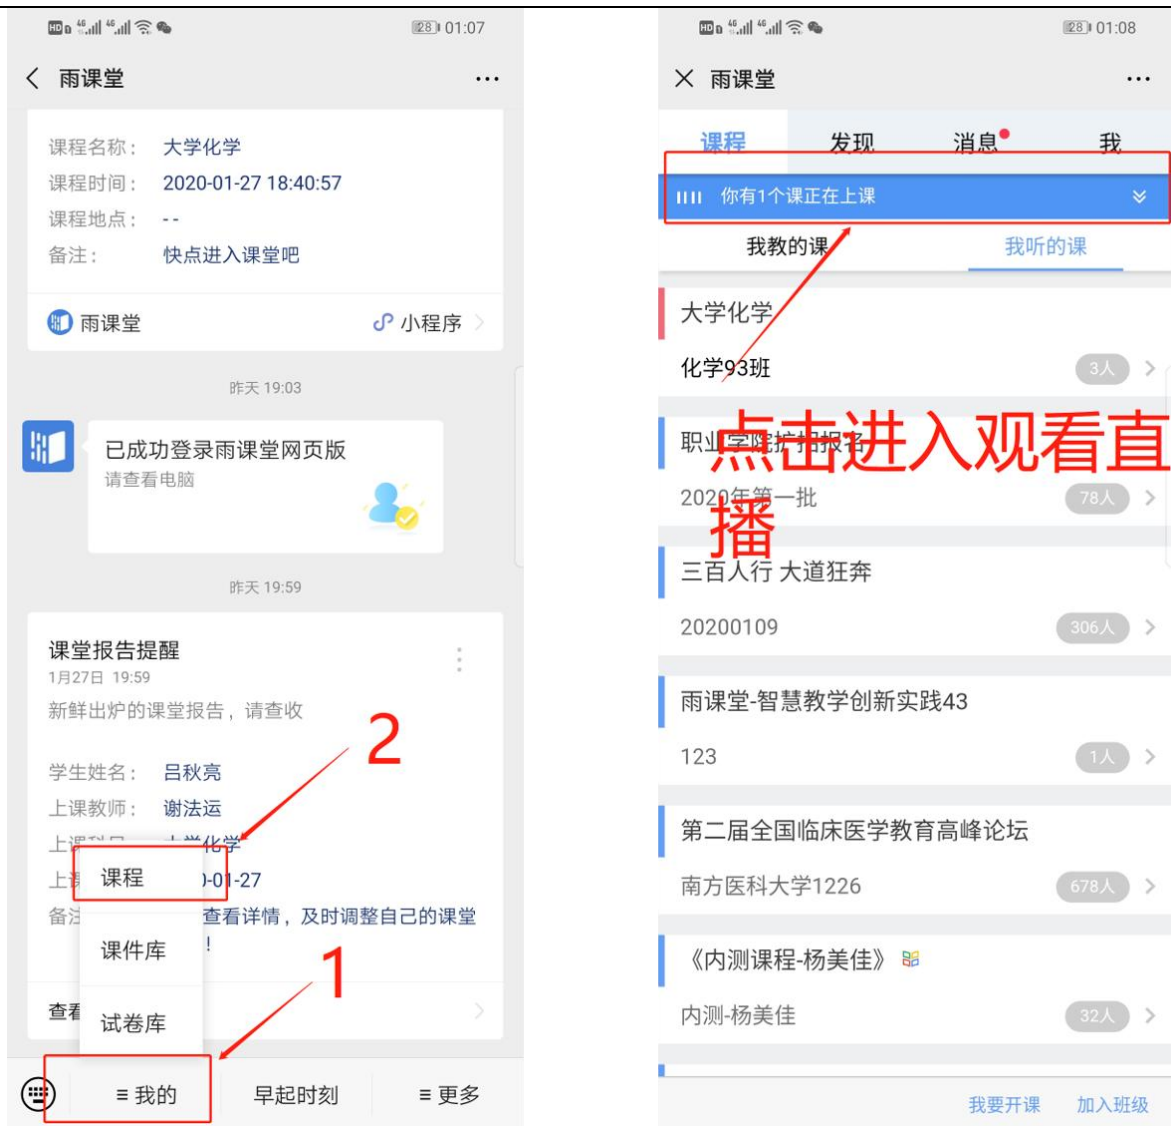 01:07
雨课堂
课程名称： 大学化学
课程时间： 2020-01-27 18:40:57
课程地点： - -
备注： 快点进入课堂吧
雨课堂 小程序
昨天 19:03
已成功登录雨课堂网页版
请查看电脑
昨天 19:59
课堂报告提醒
1月27日 19:59
新鲜出炉的课堂报告，请查收
2
学生姓名： 吕秋亮
上课教师： 谢法运
大学化学
课程
-01-27
查看详情，及时调整自己的课堂
！
课件库
1
试卷库
≡ 我的 早起时刻 ≡ 更多
28 01:08
雨课堂
课程 发现 消息 我
你有1个课正在上课
我教的课 我听的课
大学化学
化学93班 3人
点击进入观看直
播
职业学院扩招报名
2020年第一批 78人
三百人行 大道狂奔
20200109 306人
雨课堂-智慧教学创新实践43
123 1人
第二届全国临床医学教育高峰论坛
南方医科大学1226 678人
《内测课程-杨美佳》
内测-杨美佳 32人
我要开课 加入班级